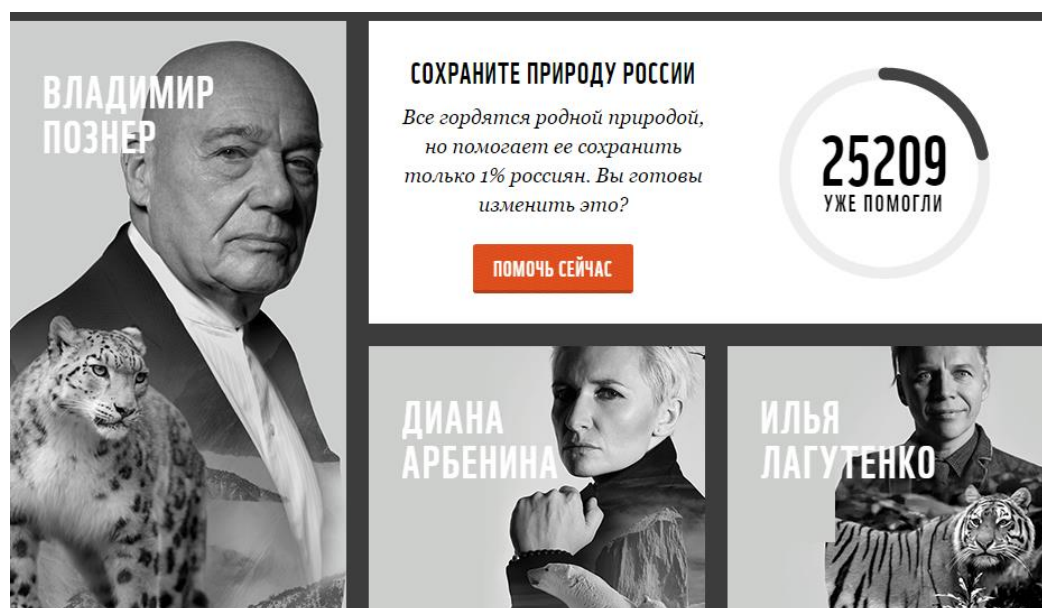 ВЛАДИМИР
ПОЗНЕР
СОХРАНИТЕ ПРИРОДУ РОССИИ
Все гордятся родной природой,
но помогает ее сохранить
только 1% россиян. Вы готовы
изменить это?
ПОМОЧЬ СЕЙЧАС
25209
УЖЕ ПОМОГЛИ
ДИАНА
АРБЕНИНА
ИЛЬЯ
ЛАГУТЕНКО